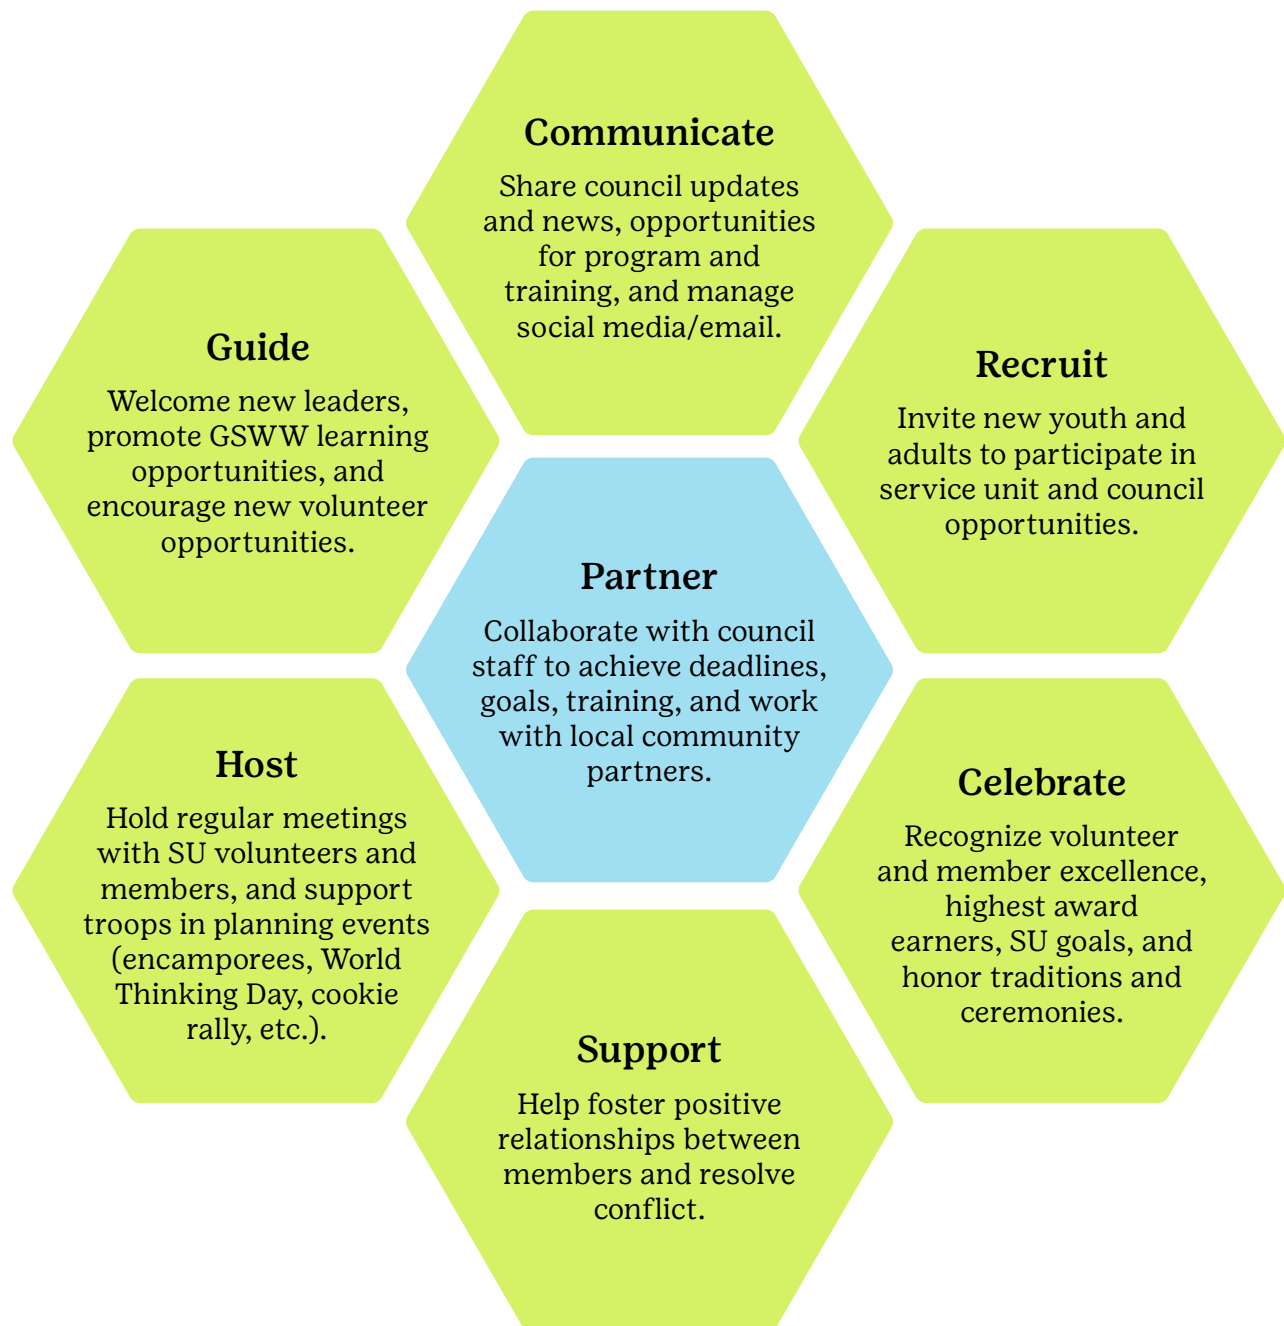 Communicate
Share council updates
and news, opportunities
for program and
training, and manage
social media/email.
Guide
Welcome new leaders,
promote GSWW learning
opportunities, and
encourage new volunteer
opportunities.
Recruit
Invite new youth and
adults to participate in
service unit and council
opportunities.
Partner
Collaborate with council
staff to achieve deadlines,
goals, training, and work
with local community
partners.
Host
Hold regular meetings
with SU volunteers and
members, and support
troops in planning events
(encamporees, World
Thinking Day, cookie
rally, etc.).
Celebrate
Recognize volunteer
and member excellence,
highest award
earners, SU goals, and
honor traditions and
ceremonies.
Support
Help foster positive
relationships between
members and resolve
conflict.